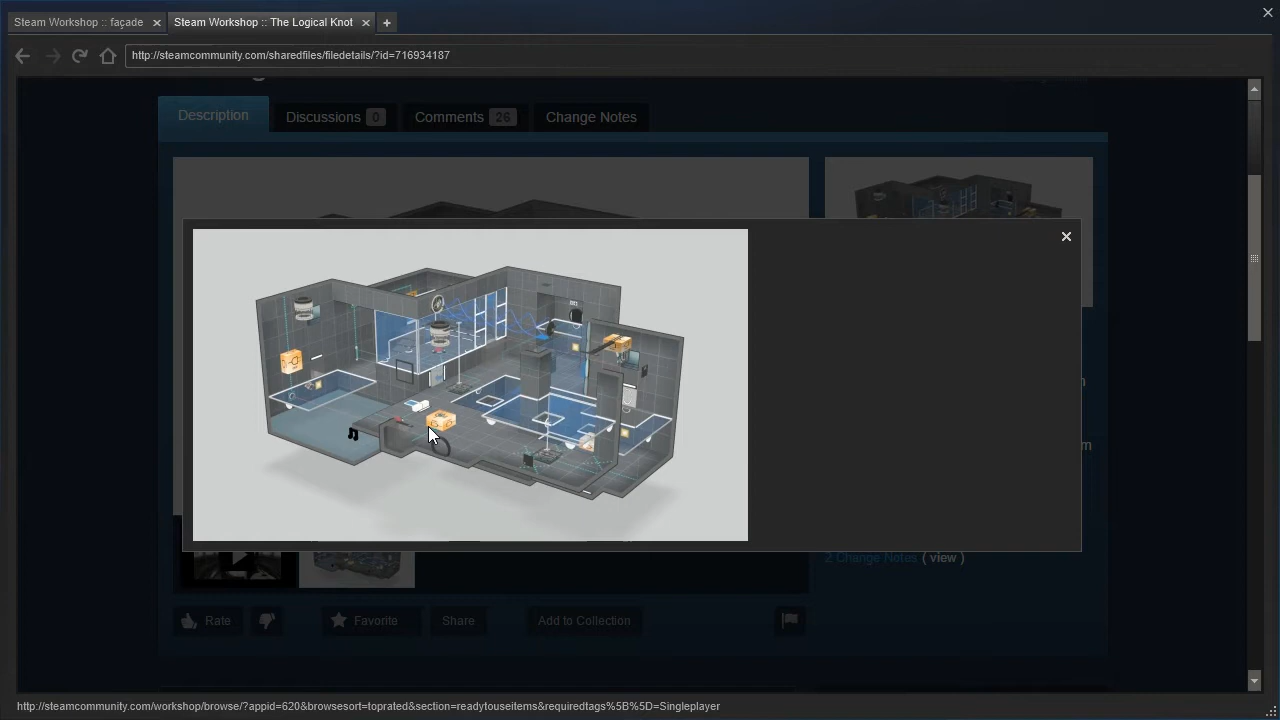 Steam Workshop :: façade
Steam Workshop :: The Logical Knot
http://steamcommunity.com/sharedfiles/filedetails/?id=716934187
Description
Discussions 0
Comments 26
Change Notes
2 Change Notes ( view )
Rate
Favorite
Share
Add to Collection
http://steamcommunity.com/workshop/browse/?appid=620&browsesort=toprated&section=readytouseitems&requiredtags%5B%5D=Singleplayer